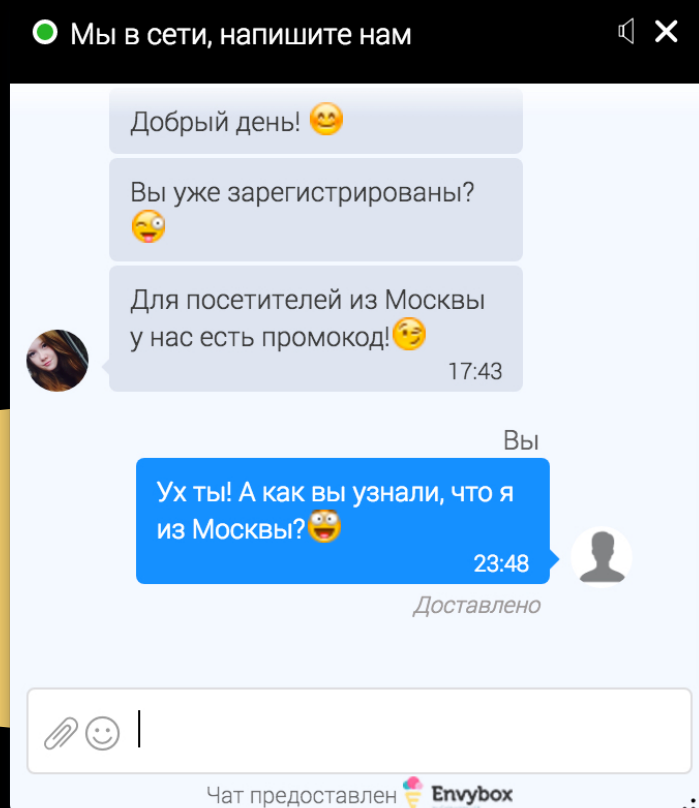 Мы в сети, напишите нам
Добрый день! 😊
Вы уже зарегистрированы?
😜
Для посетителей из Москвы
у нас есть промокод!😉
17:43
Вы
Ух ты! А как вы узнали, что я
из Москвы?😀
23:48
Доставлено
Чат предоставлен Envybox